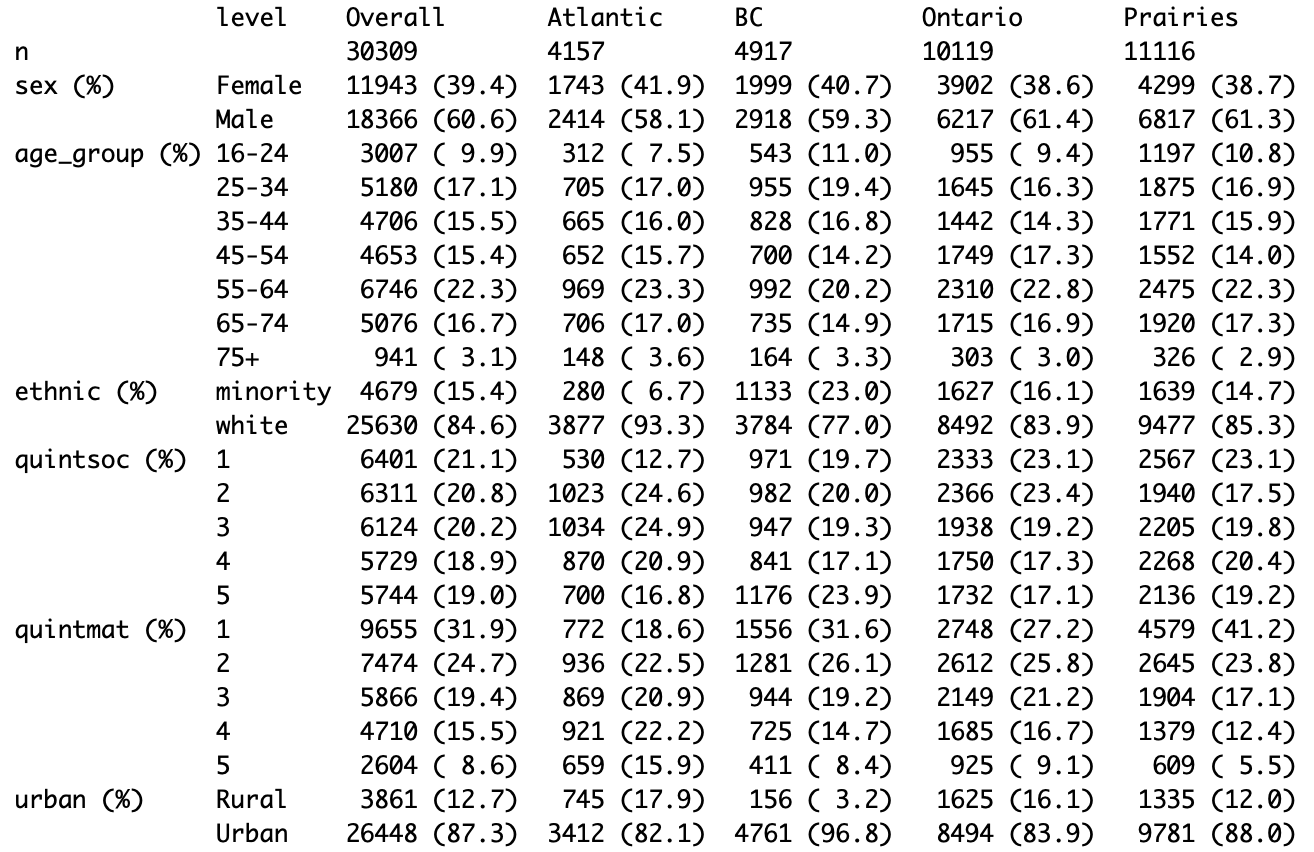 level Overall Atlantic BC Ontario Prairies
n 30309 4157 4917 10119 11116
sex (%) Female 11943 (39.4) 1743 (41.9) 1999 (40.7) 3902 (38.6) 4299 (38.7)
Male 18366 (60.6) 2414 (58.1) 2918 (59.3) 6217 (61.4) 6817 (61.3)
age_group (%) 16-24 3007 ( 9.9) 312 ( 7.5) 543 (11.0) 955 ( 9.4) 1197 (10.8)
25-34 5180 (17.1) 705 (17.0) 955 (19.4) 1645 (16.3) 1875 (16.9)
35-44 4706 (15.5) 665 (16.0) 828 (16.8) 1442 (14.3) 1771 (15.9)
45-54 4653 (15.4) 652 (15.7) 700 (14.2) 1749 (17.3) 1552 (14.0)
55-64 6746 (22.3) 969 (23.3) 992 (20.2) 2310 (22.8) 2475 (22.3)
65-74 5076 (16.7) 706 (17.0) 735 (14.9) 1715 (16.9) 1920 (17.3)
75+ 941 ( 3.1) 148 ( 3.6) 164 ( 3.3) 303 ( 3.0) 326 ( 2.9)
ethnic (%) minority 4679 (15.4) 280 ( 6.7) 1133 (23.0) 1627 (16.1) 1639 (14.7)
white 25630 (84.6) 3877 (93.3) 3784 (77.0) 8492 (83.9) 9477 (85.3)
quintsoc (%) 1 6401 (21.1) 530 (12.7) 971 (19.7) 2333 (23.1) 2567 (23.1)
2 6311 (20.8) 1023 (24.6) 982 (20.0) 2366 (23.4) 1940 (17.5)
3 6124 (20.2) 1034 (24.9) 947 (19.3) 1938 (19.2) 2205 (19.8)
4 5729 (18.9) 870 (20.9) 841 (17.1) 1750 (17.3) 2268 (20.4)
5 5744 (19.0) 700 (16.8) 1176 (23.9) 1732 (17.1) 2136 (19.2)
quintmat (%) 1 9655 (31.9) 772 (18.6) 1556 (31.6) 2748 (27.2) 4579 (41.2)
2 7474 (24.7) 936 (22.5) 1281 (26.1) 2612 (25.8) 2645 (23.8)
3 5866 (19.4) 869 (20.9) 944 (19.2) 2149 (21.2) 1904 (17.1)
4 4710 (15.5) 921 (22.2) 725 (14.7) 1685 (16.7) 1379 (12.4)
5 2604 ( 8.6) 659 (15.9) 411 ( 8.4) 925 ( 9.1) 609 ( 5.5)
urban (%) Rural 3861 (12.7) 745 (17.9) 156 ( 3.2) 1625 (16.1) 1335 (12.0)
Urban 26448 (87.3) 3412 (82.1) 4761 (96.8) 8494 (83.9) 9781 (88.0)